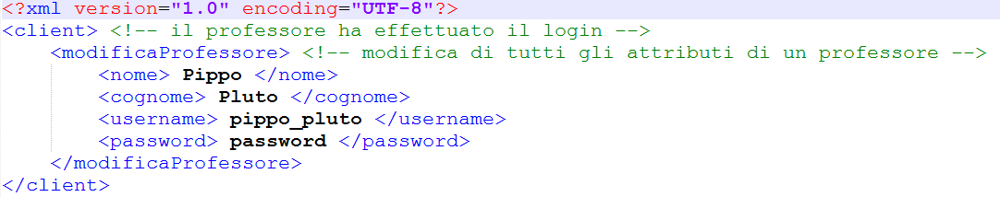 <?xml version="1.0" encoding="UTF-8"?>
<client> <!-- il professore ha effettuato il login -->
    <modificaProfessore> <!-- modifica di tutti gli attributi di un professore -->
        <nome> Pippo </nome>
        <cognome> Pluto </cognome>
        <username> pippo_pluto </username>
        <password> password </password>
    </modificaProfessore>
</client>